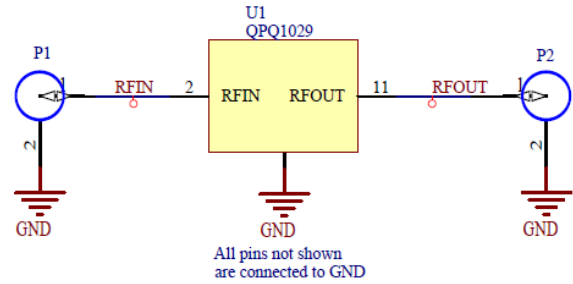 U1
QPQ1029
P1
P2
1
RFIN
2
RFIN
RFOUT
11
RFOUT
1
2
2
GND
GND
GND
All pins not shown
are connected to GND